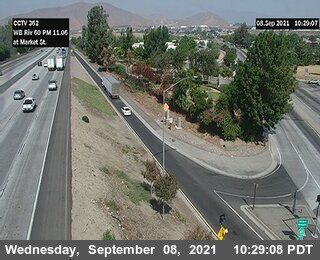 CCTV 362
WB Riv 60 PM 11.06
at Market St.
08 Sep 2021 10:29:07
Wednesday, September 08, 2021 10:29:08 PDT